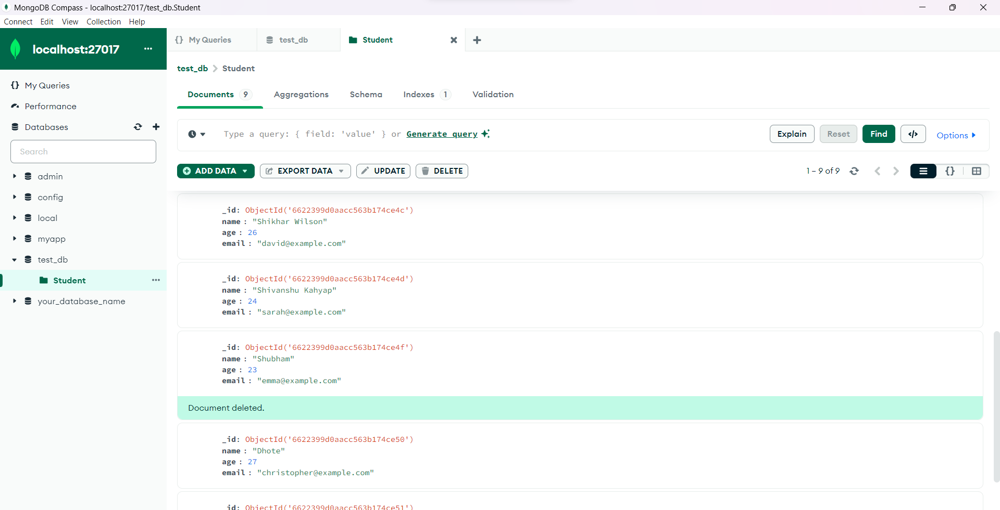 MongoDB Compass - localhost:27017/test_db.Student
Connect Edit View Collection Help
localhost:27017 ...
{} My Queries
Performance
Databases
Search
admin
config
local
myapp
test_db
Student ...
your_database_name
{} My Queries
test_db
Student
test_db > Student
Documents 9 Aggregations Schema Indexes 1 Validation
Type a query: { field: 'value' } or Generate query
Explain Reset Find </> Options
ADD DATA EXPORT DATA UPDATE DELETE
1 – 9 of 9 {}
_id: ObjectId('6622399d0aacc563b174ce4c')
name : "Shikhar Wilson"
age : 26
email : "david@example.com"
_id: ObjectId('6622399d0aacc563b174ce4d')
name : "Shivanshu Kahyap"
age : 24
email : "sarah@example.com"
_id: ObjectId('6622399d0aacc563b174ce4f')
name : "Shubham"
age : 23
email : "emma@example.com"
Document deleted.
_id: ObjectId('6622399d0aacc563b174ce50')
name : "Dhote"
age : 27
email : "christopher@example.com"
_id: ObjectId('6622399d0aacc563b174ce51')